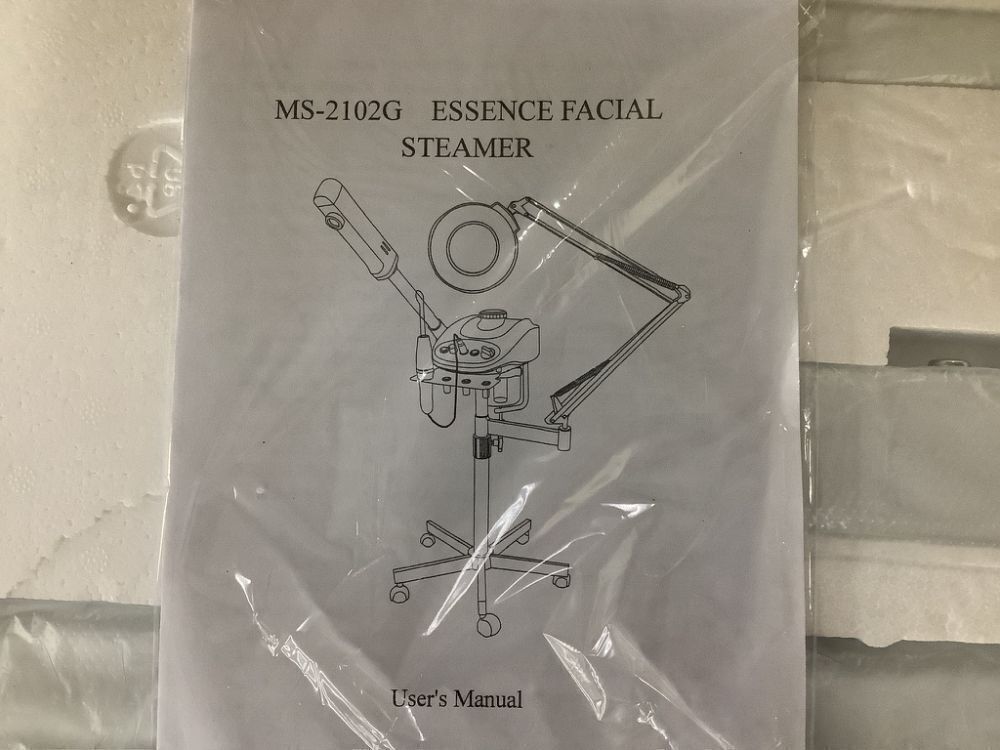 MS-2102G ESSENCE FACIAL
STEAMER
User's Manual